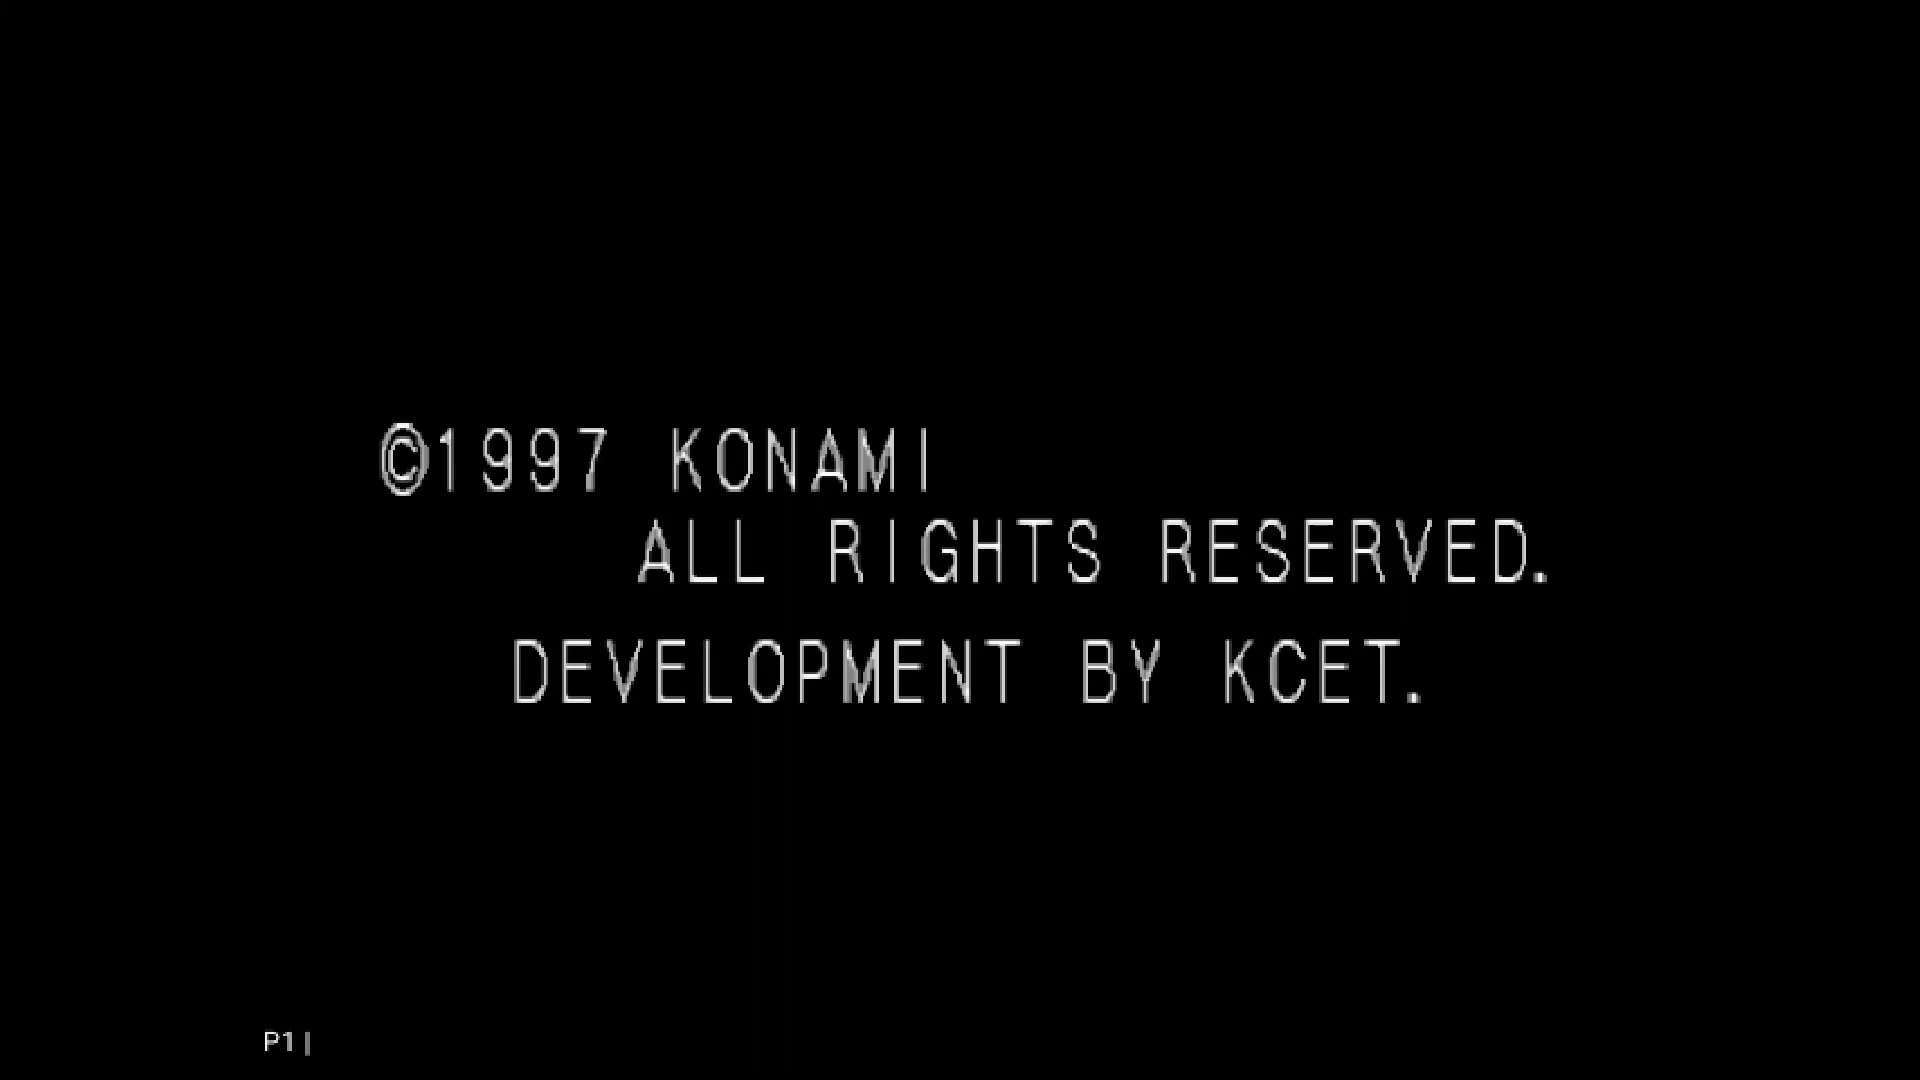 ©1997 KONAMI
ALL RIGHTS RESERVED.
DEVELOPMENT BY KCET.
P1 |